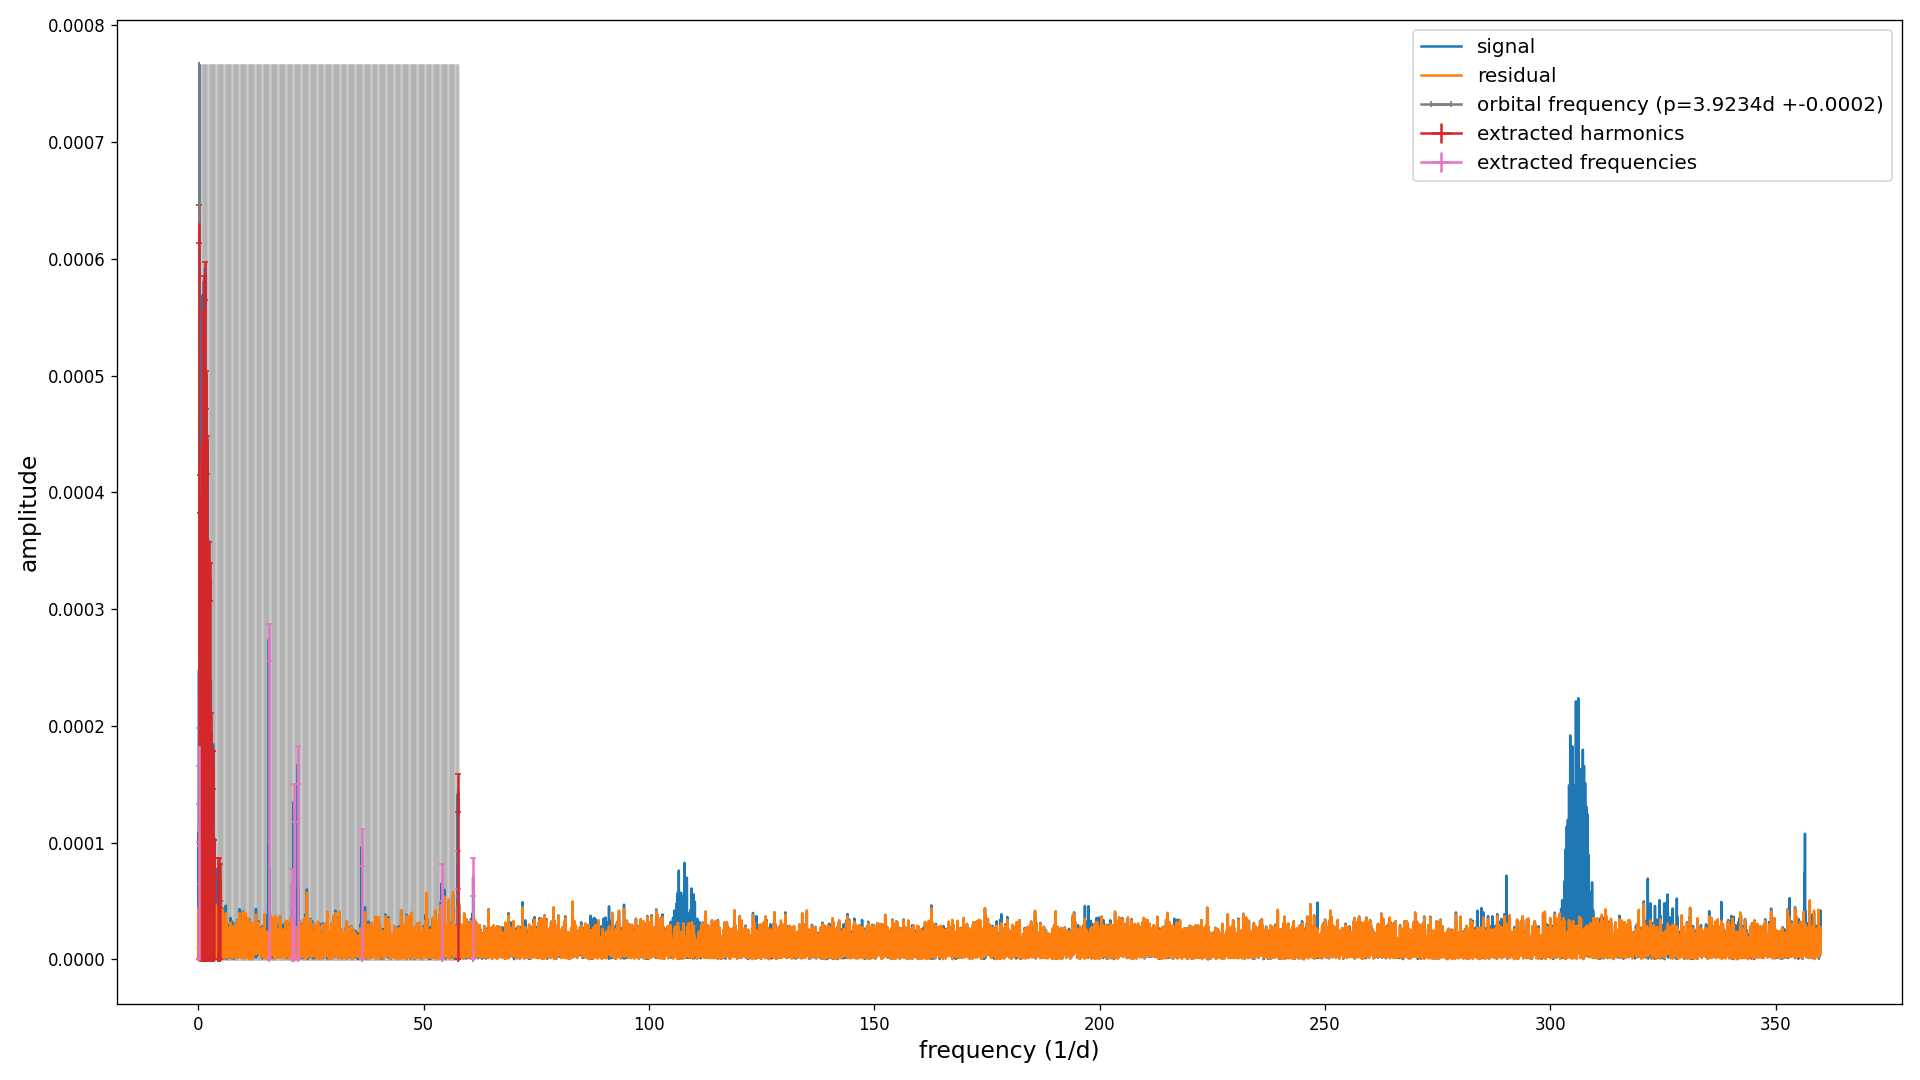 0.0008
0.0007
0.0006
0.0005
0.0004
0.0003
0.0002
0.0001
0.0000
amplitude
0 50 100 150 200 250 300 350
frequency (1/d)
signal
residual
orbital frequency (p=3.9234d +-0.0002)
extracted harmonics
extracted frequencies